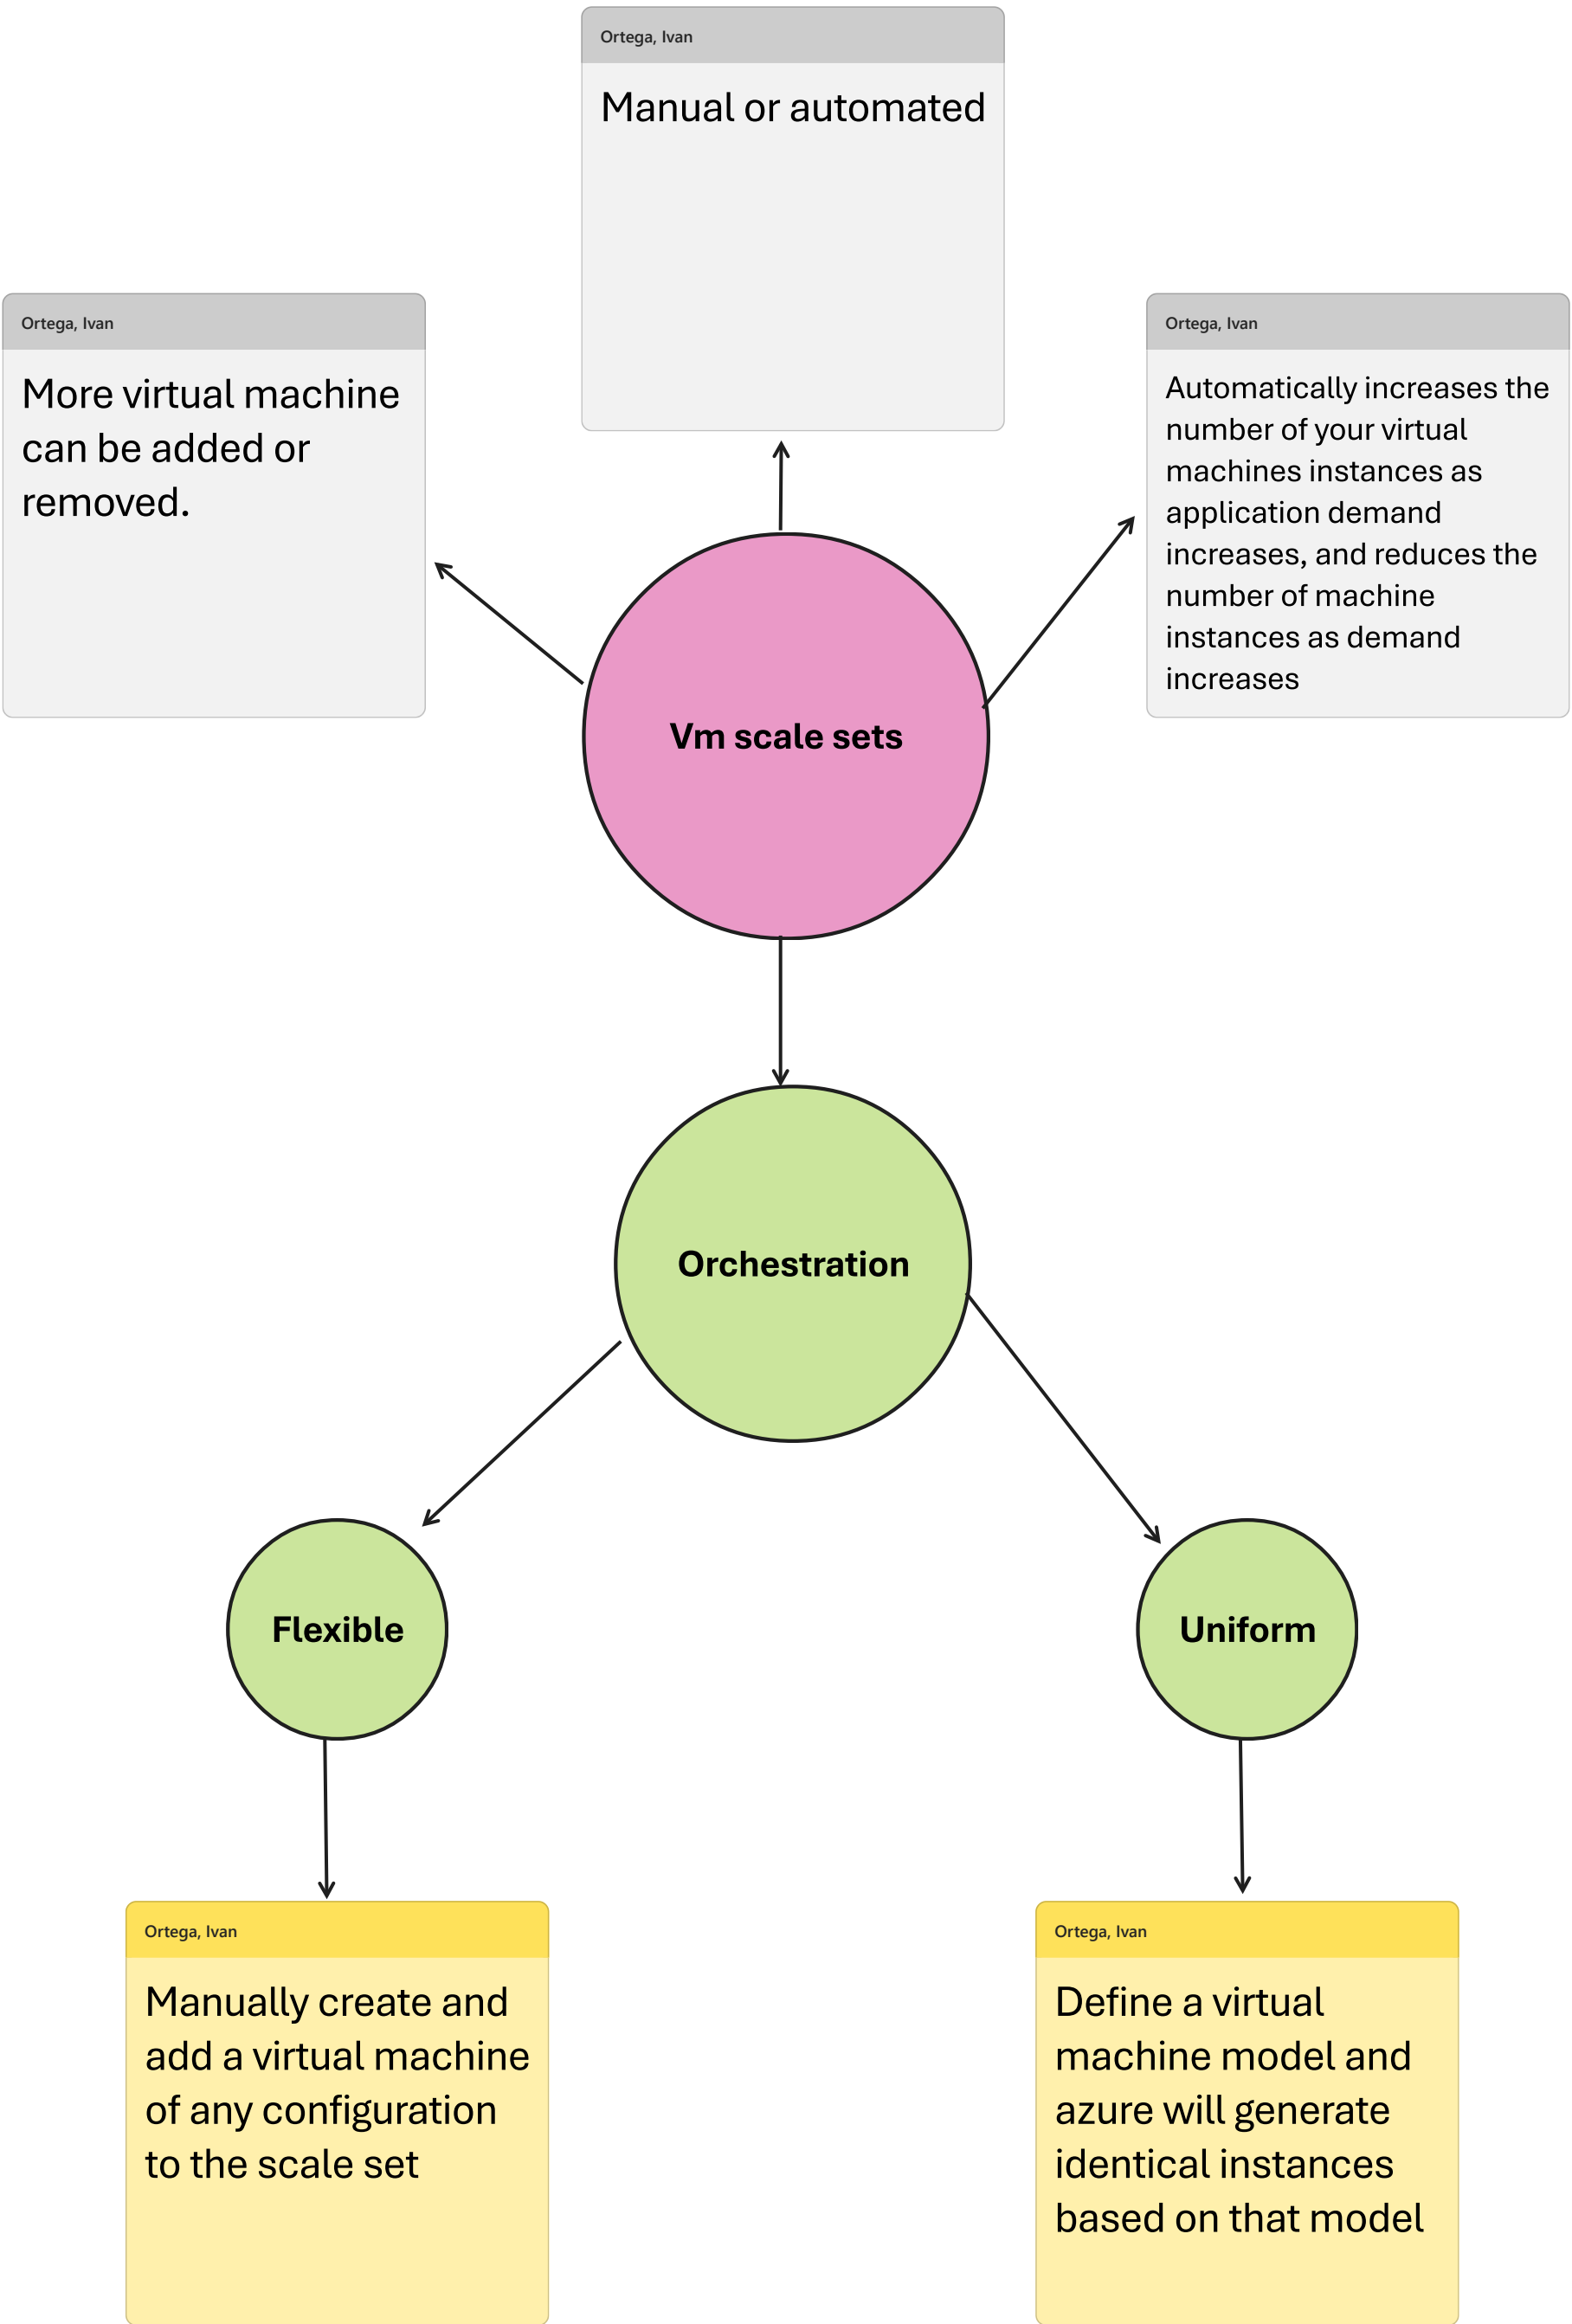 Ortega, Ivan
Manual or automated
Ortega, Ivan
More virtual machine
can be added or
removed.
Ortega, Ivan
Automatically increases the
number of your virtual
machines instances as
application demand
increases, and reduces the
number of machine
instances as demand
increases
Vm scale sets
Orchestration
Flexible
Uniform
Ortega, Ivan
Manually create and
add a virtual machine
of any configuration
to the scale set
Ortega, Ivan
Define a virtual
machine model and
azure will generate
identical instances
based on that model